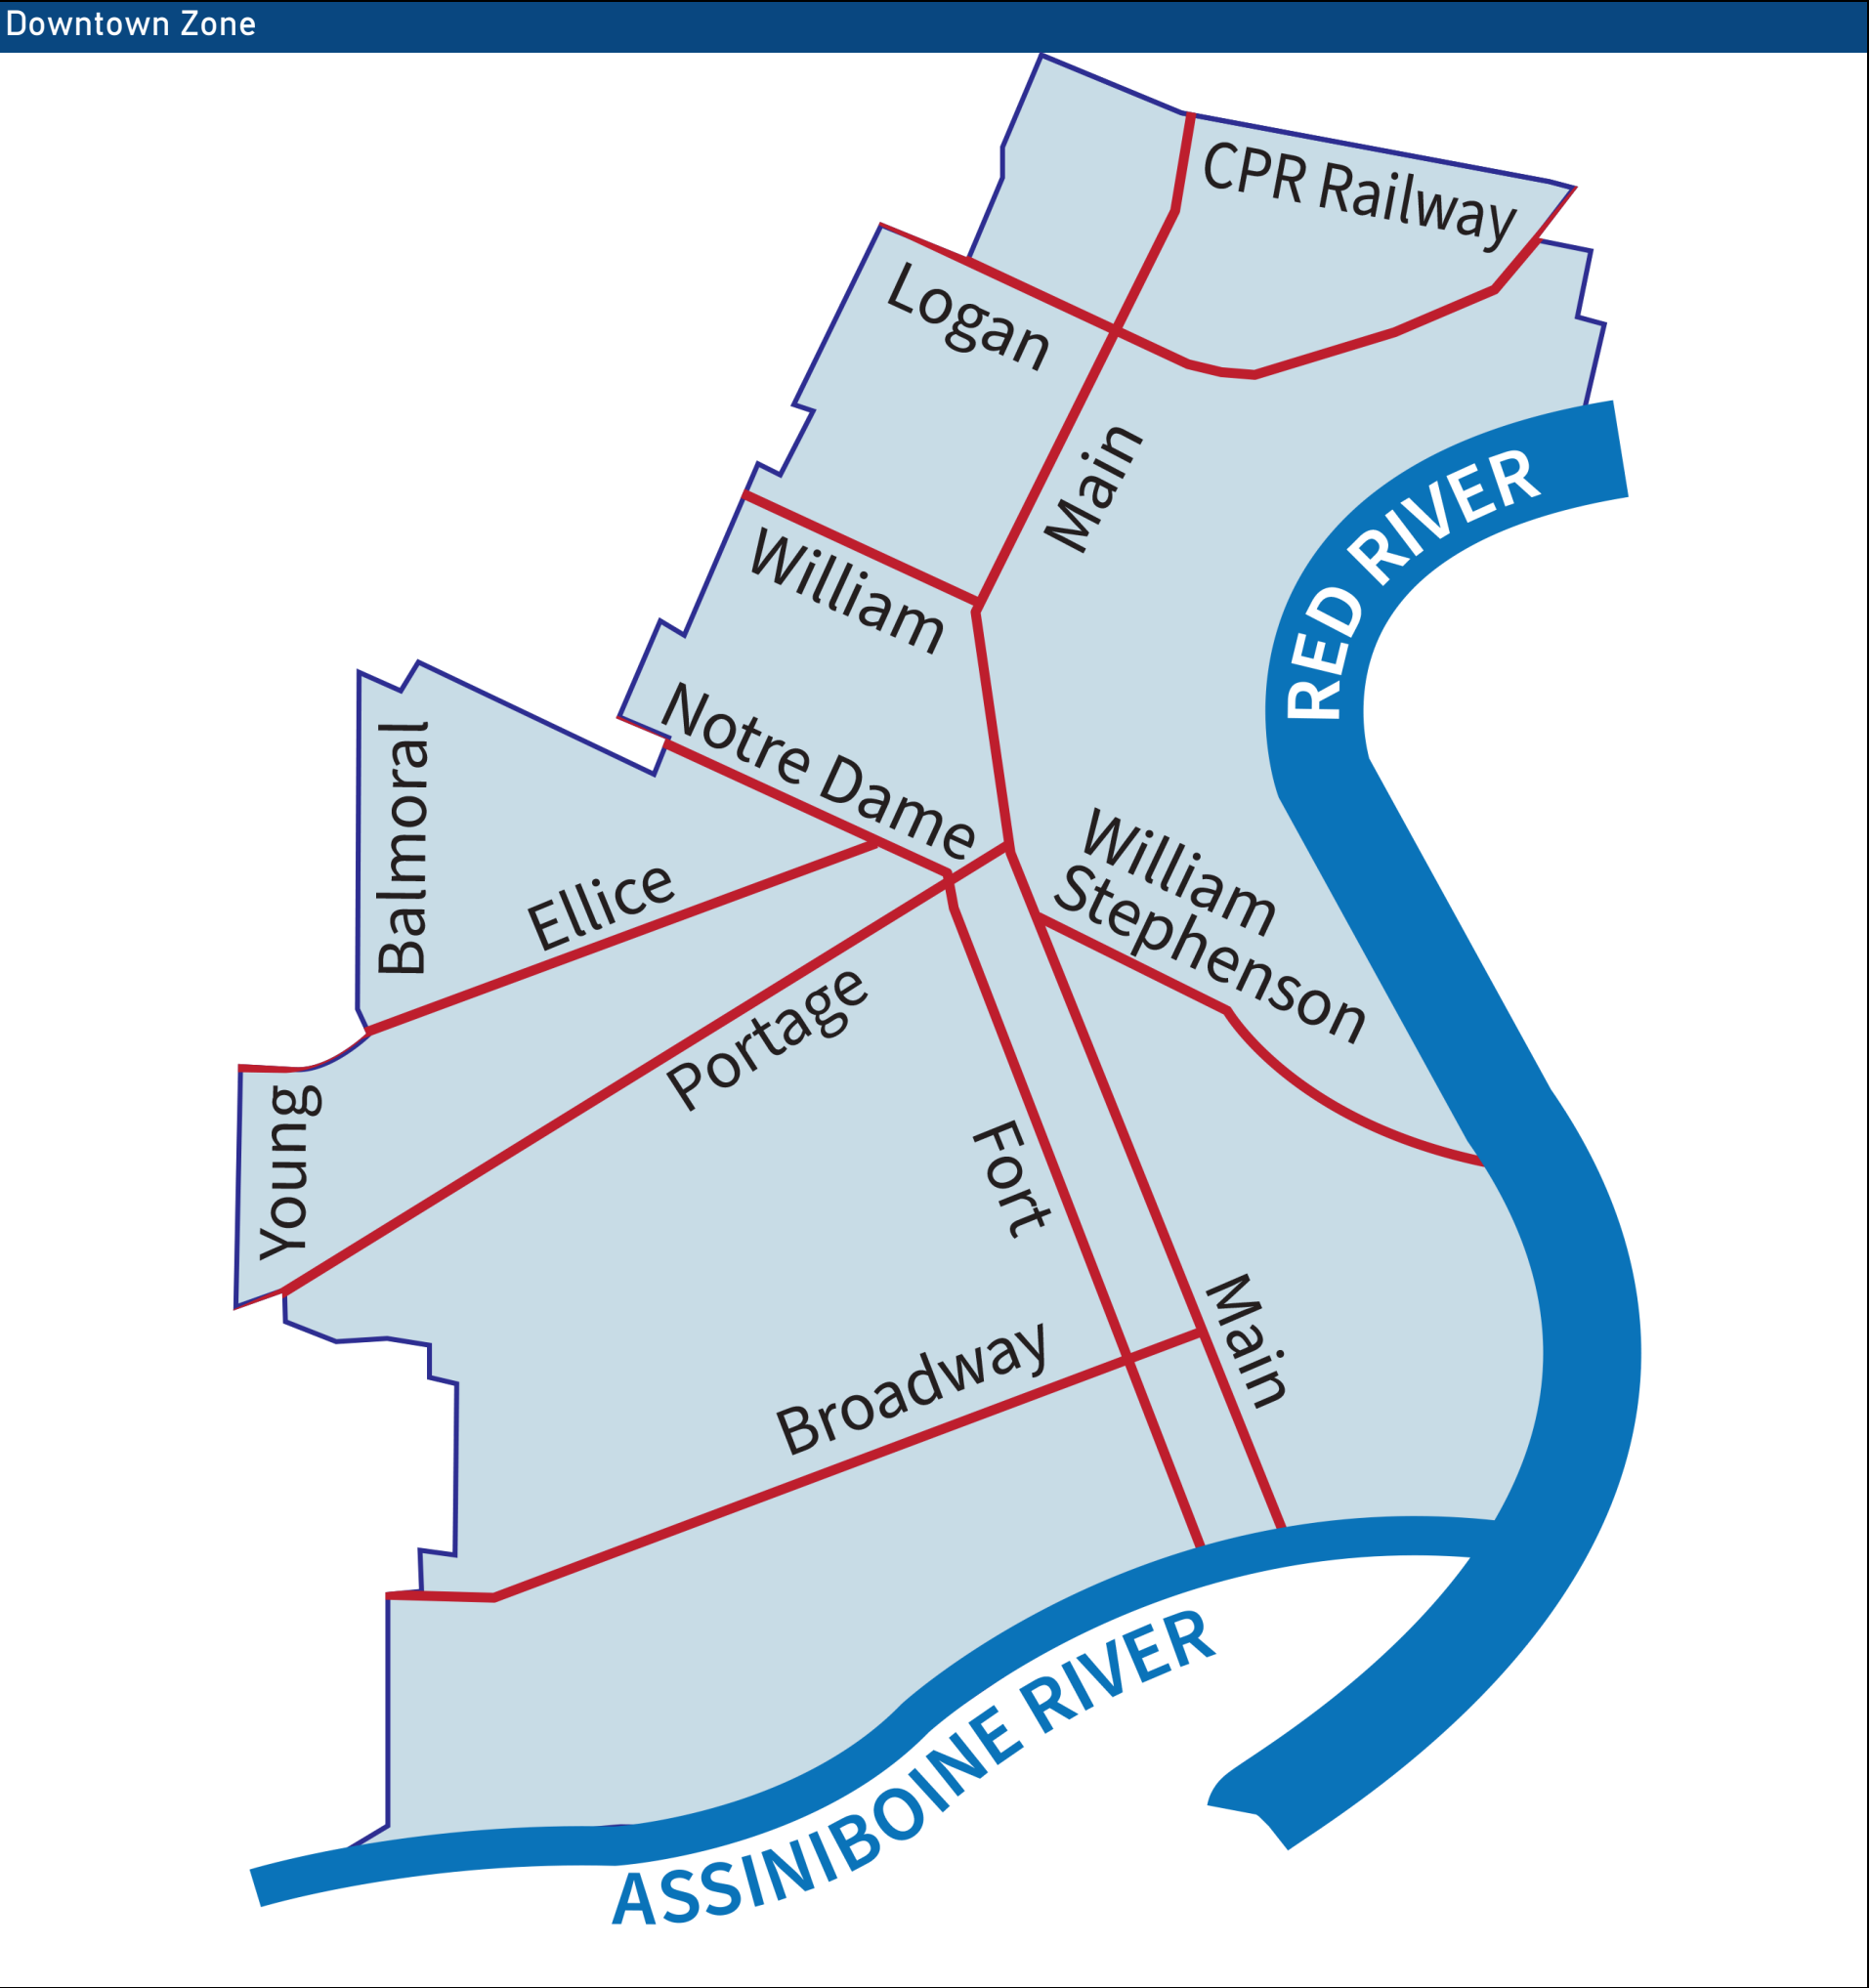 Downtown Zone
CPR Railway
Logan
Main
RED RIVER
William
Notre Dame
Balmoral
Ellice
William
Stephenson
Portage
Young
Fort
Main
Broadway
ASSINIBOINE RIVER